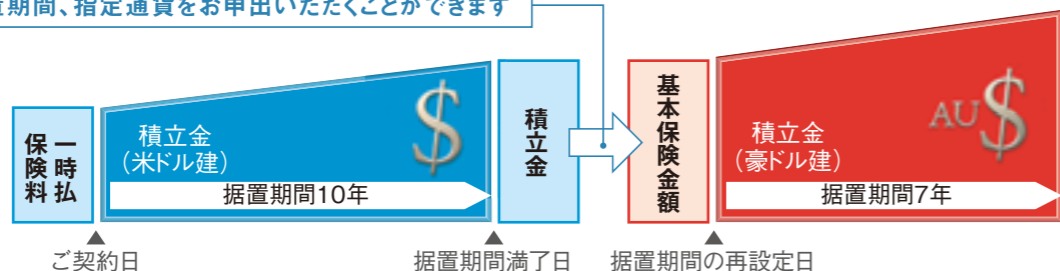 置期間、指定通貨をお申出いただくことができます
一時払
保険料
積立金
（米ドル建）
$
据置期間10年
積立金
基本保険金額
積立金
（豪ドル建）
AU$
据置期間7年
ご契約日
据置期間満了日
据置期間の再設定日